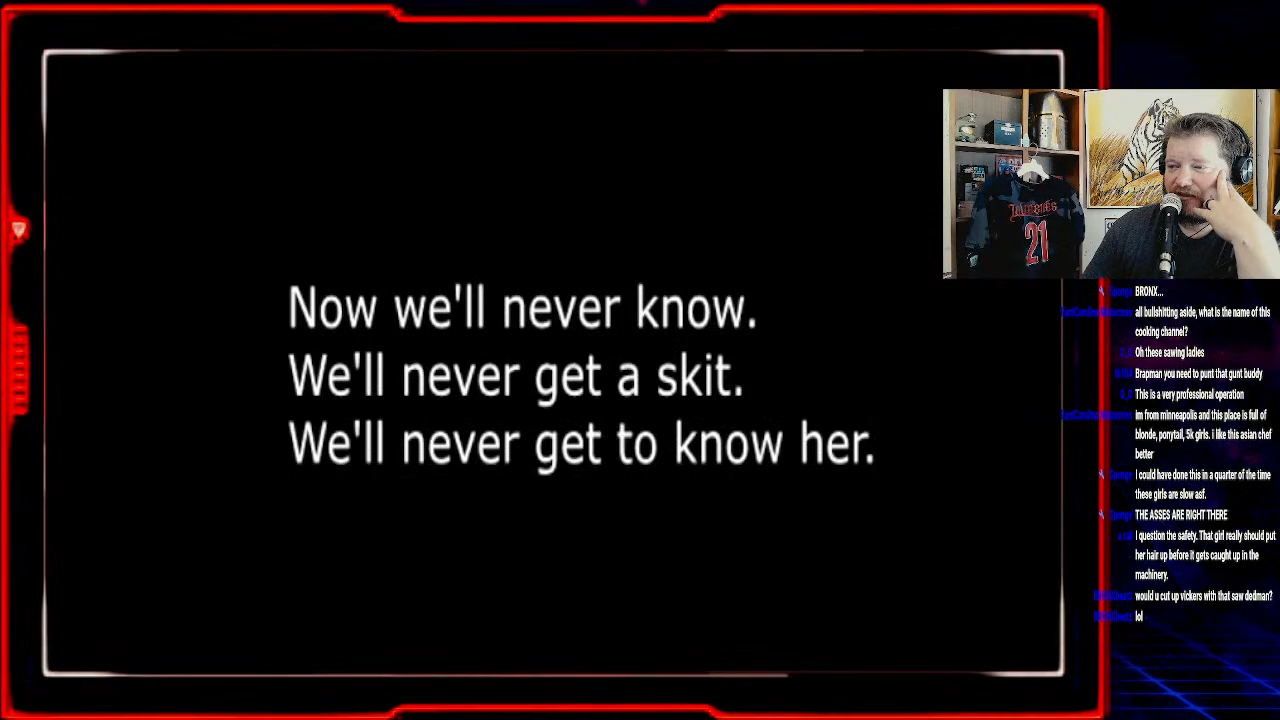 Now we'll never know.
We'll never get a skit.
We'll never get to know her.
21
BRONX...
all bullshitting aside, what is the name of this
cooking channel?
Oh these sawing ladies
Brapman you need to punt that gunt buddy
This is a very professional operation
im from minneapolis and this place is full of
blonde, ponytail, 5k girls. i like this asian chef
better
I could have done this in a quarter of the time
these girls are slow asf.
THE ASSES ARE RIGHT THERE
I question the safety. That girl really should put
her hair up before it gets caught up in the
machinery.
would u cut up vickers with that saw dedman?
lol